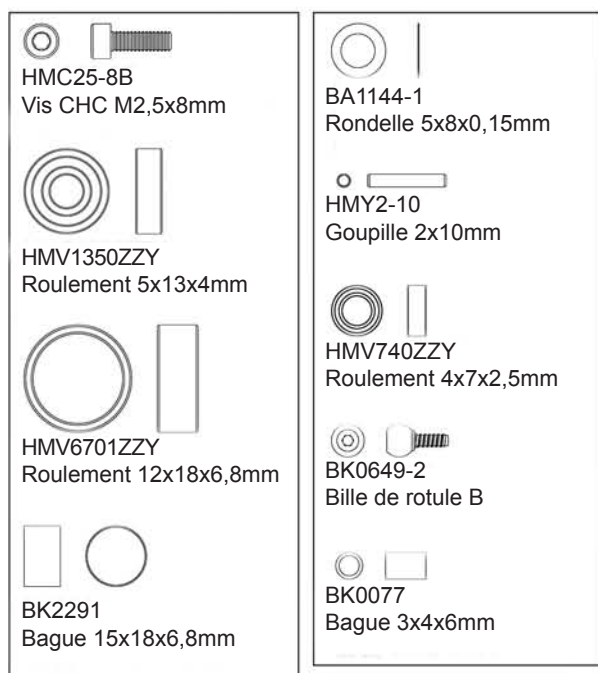 HMC25-8B
Vis CHC M2,5x8mm
HMV1350ZZY
Roulement 5x13x4mm
HMV6701ZZY
Roulement 12x18x6,8mm
BK2291
Bague 15x18x6,8mm
BA1144-1
Rondelle 5x8x0,15mm
HMY2-10
Goupille 2x10mm
HMV740ZZY
Roulement 4x7x2,5mm
BK0649-2
Bille de rotule B
BK0077
Bague 3x4x6mm